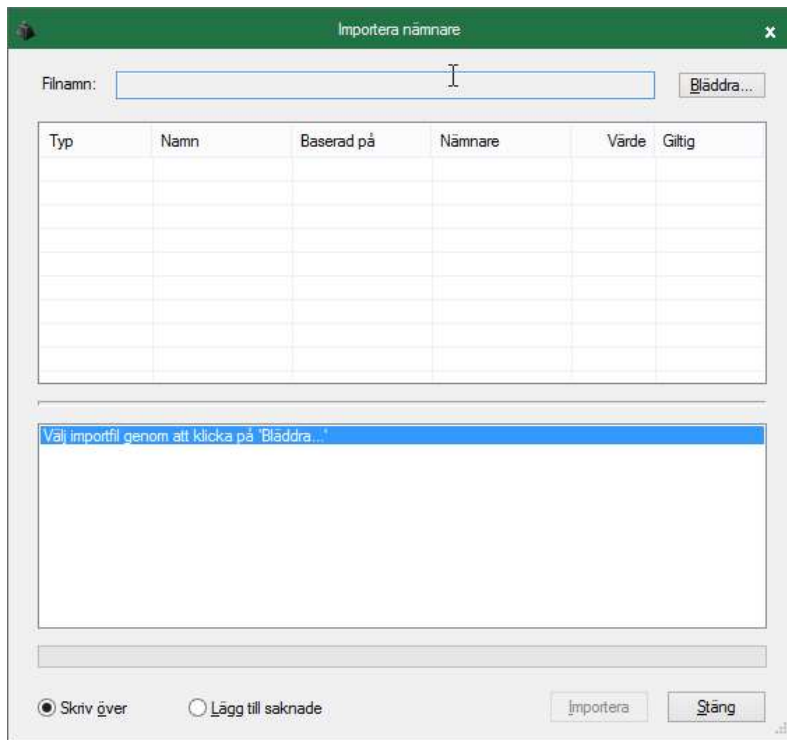 Importera nämnare
x
Filnamn:
Bläddra...
Typ Namn Baserad på Nämnare Värde Giltig
Välj importfil genom att klicka på 'Bläddra...'
Skriv över Lägg till saknade Importera Stäng